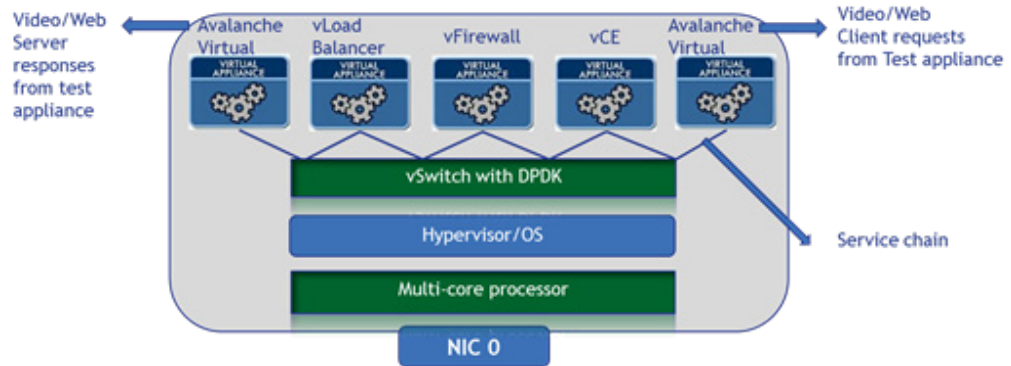 Video/Web
Server
responses
from test
appliance
Avalanche
Virtual
vLoad
Balancer
vFirewall
vCE
Avalanche
Virtual
Video/Web
Client requests
from Test appliance
VIRTUAL
APPLIANCE
VIRTUAL
APPLIANCE
VIRTUAL
APPLIANCE
VIRTUAL
APPLIANCE
VIRTUAL
APPLIANCE
vSwitch with DPDK
Hypervisor/OS
Service chain
Multi-core processor
NIC 0